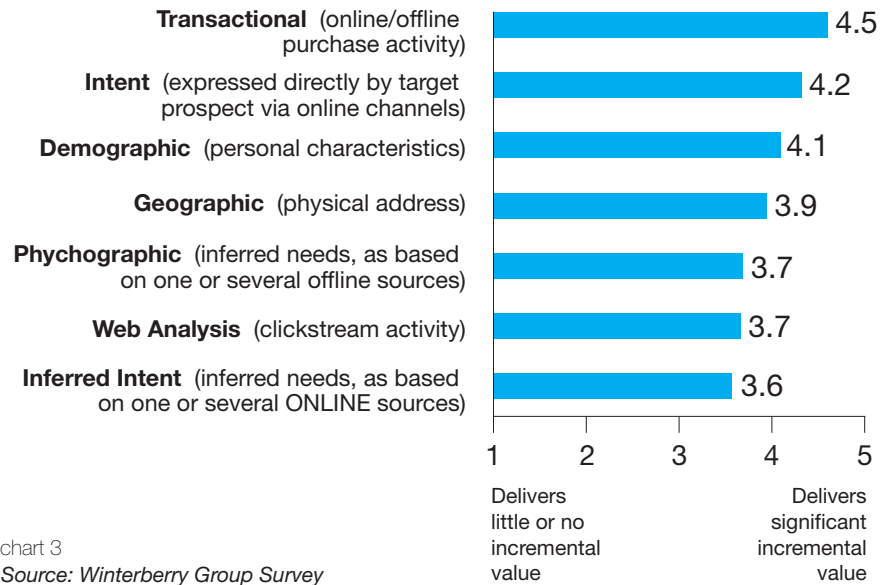 Transactional (online/offline
purchase activity)
4.5
Intent (expressed directly by target
prospect via online channels)
4.2
Demographic (personal characteristics)
4.1
Geographic (physical address)
3.9
Phychographic (inferred needs, as based
on one or several offline sources)
3.7
Web Analysis (clickstream activity)
3.7
Inferred Intent (inferred needs, as based
on one or several ONLINE sources)
3.6
1 2 3 4 5
Delivers
little or no
incremental
value
Delivers
significant
incremental
value
chart 3
Source: Winterberry Group Survey